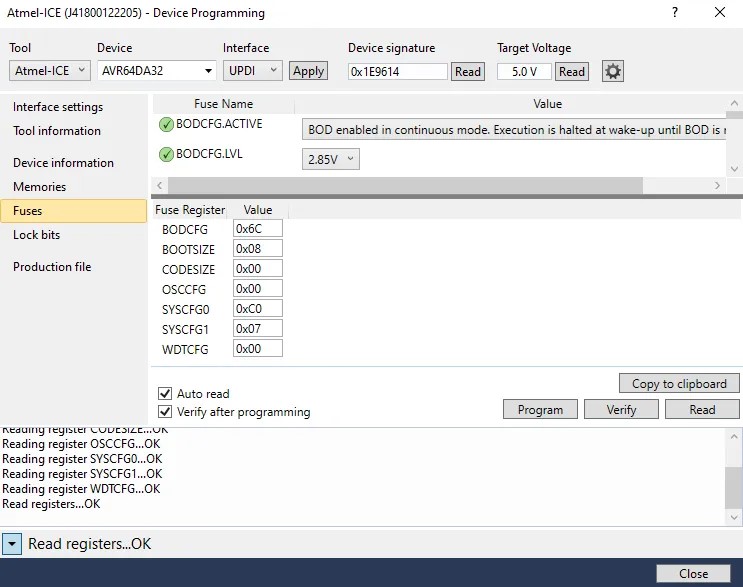 Atmel-ICE (J41800122205) - Device Programming
Tool Device Interface Device signature Target Voltage
Atmel-ICE AVR64DA32 UPDI Apply 0x1E9614 Read 5.0 V Read
Interface settings
Tool information
Device information
Memories
Fuses
Lock bits
Production file
Fuse Name Value
BODCFG.ACTIVE BOD enabled in continuous mode. Execution is halted at wake-up until BOD is
BODCFG.LVL 2.85V
Fuse Register Value
BODCFG 0x6C
BOOTSIZE 0x08
CODESIZE 0x00
OSCCFG 0x00
SYSCFG0 0xC0
SYSCFG1 0x07
WDTCFG 0x00
Copy to clipboard
Auto read
Verify after programming
Program Verify Read
Reading register CODESIZE...OK
Reading register OSCCFG...OK
Reading register SYSCFG0...OK
Reading register SYSCFG1...OK
Reading register WDTCFG...OK
Read registers...OK
Read registers...OK
Close